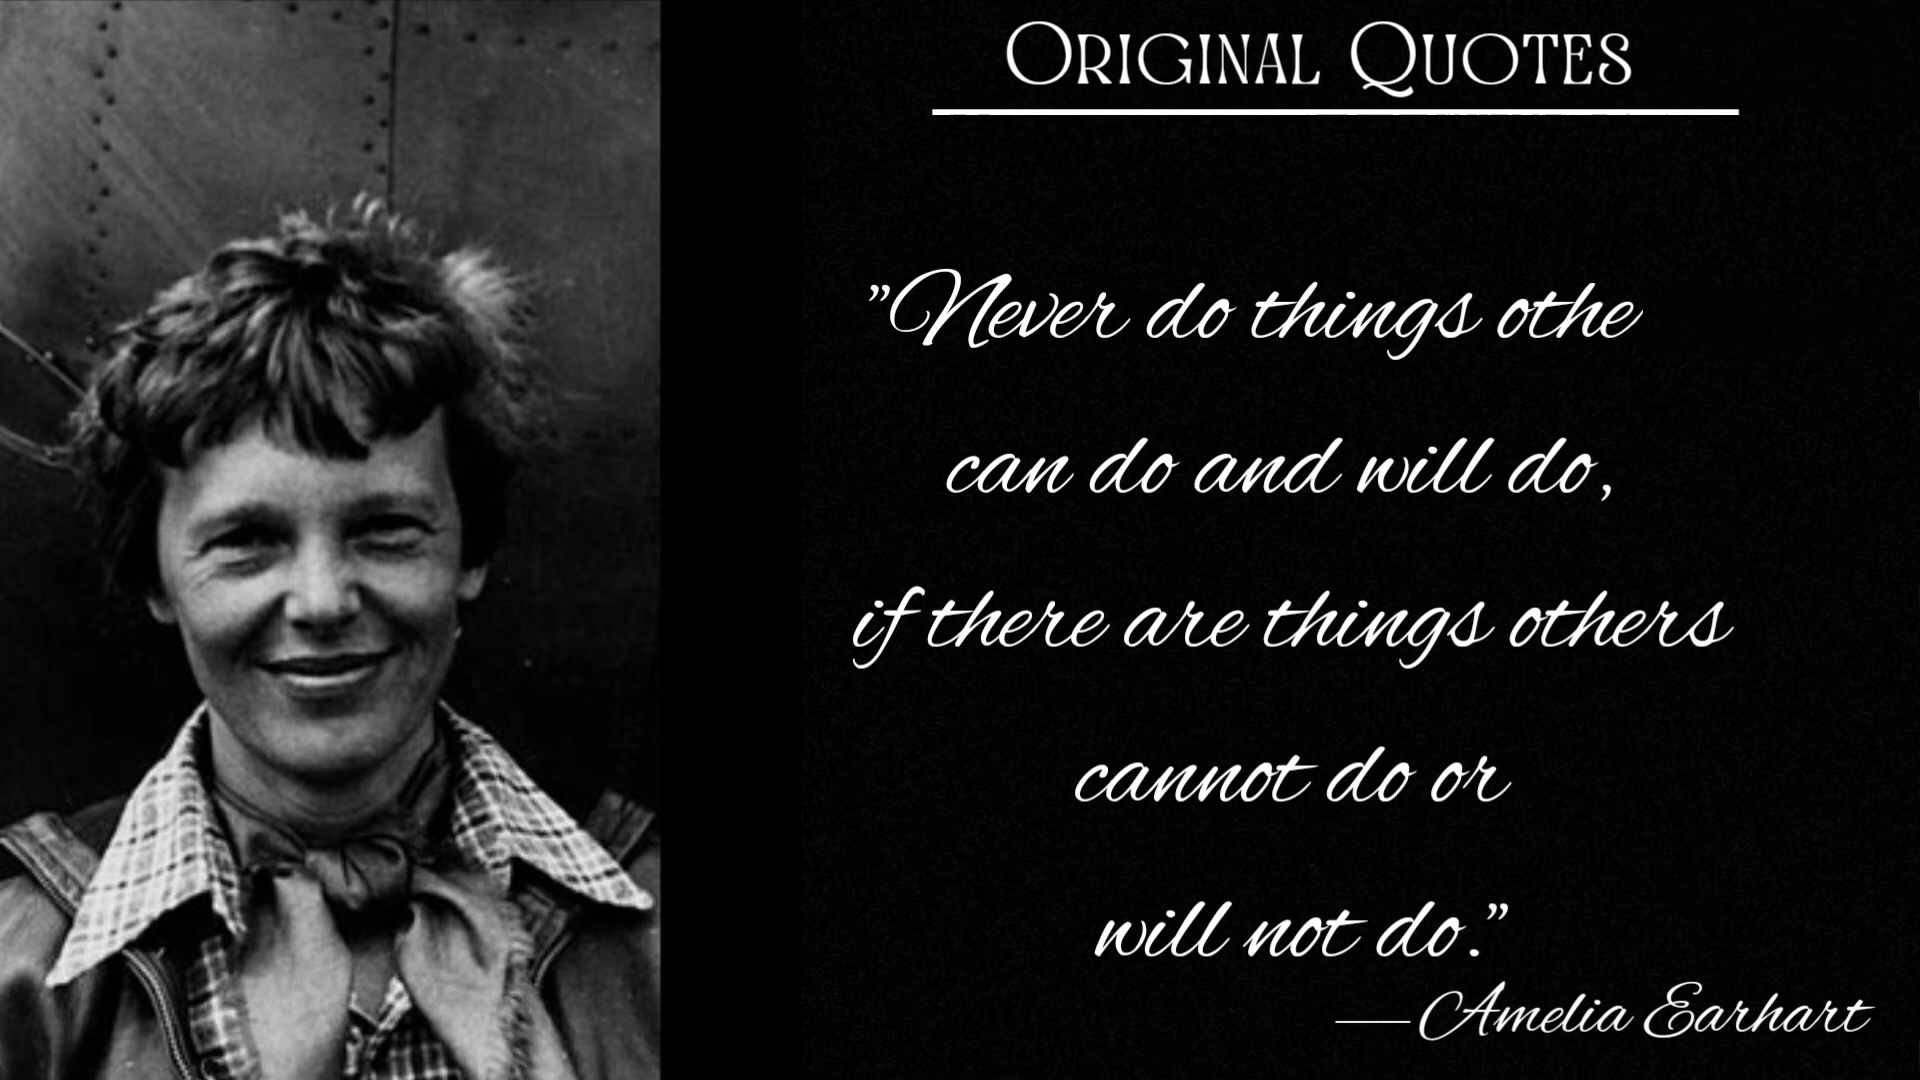 Original Quotes
"Never do things othe
can do and will do,
if there are things others
cannot do or
will not do."
—Amelia Earhart